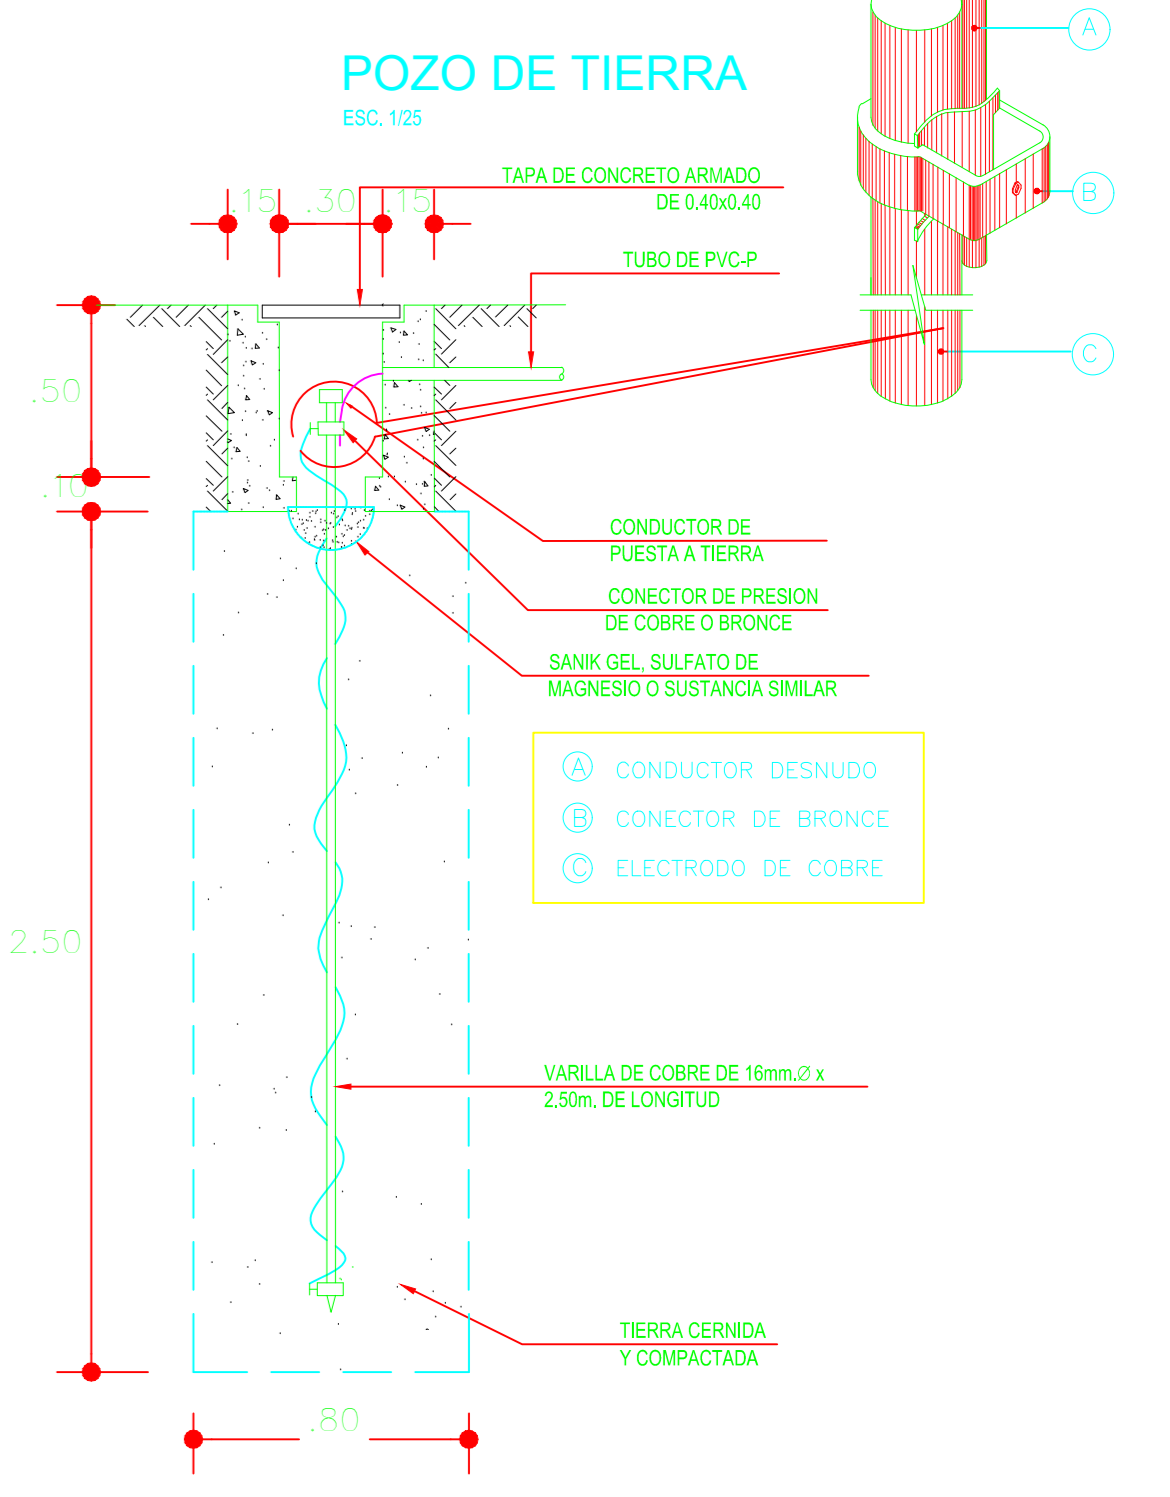 A
POZO DE TIERRA
ESC. 1/25
TAPA DE CONCRETO ARMADO
DE 0.40x0.40
B
.15
.30
.15
TUBO DE PVC-P
C
.50
.10
CONDUCTOR DE
PUESTA A TIERRA
CONECTOR DE PRESION
DE COBRE O BRONCE
SANIK GEL, SULFATO DE
MAGNESIO O SUSTANCIA SIMILAR
A CONDUCTOR DESNUDO
B CONECTOR DE BRONCE
C ELECTRODO DE COBRE
2.50
VARILLA DE COBRE DE 16mm.Ø x
2.50m. DE LONGITUD
TIERRA CERNIDA
Y COMPACTADA
.80